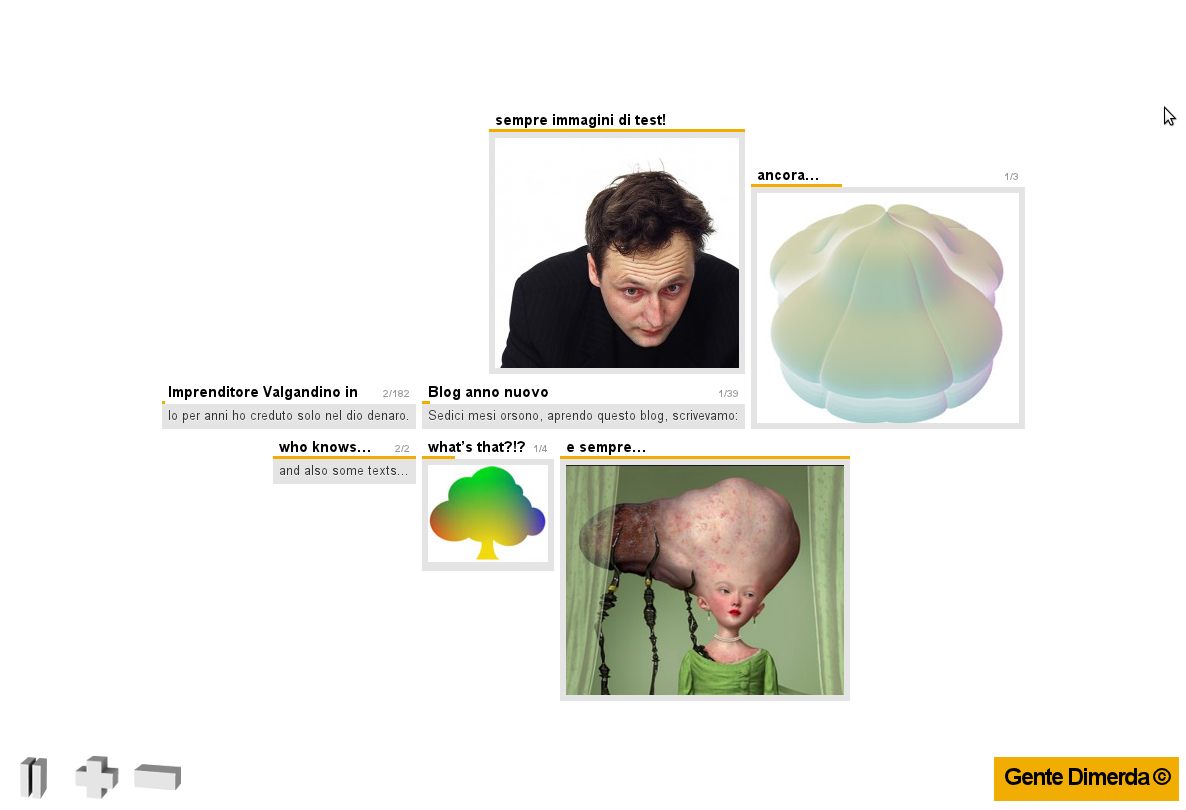 sempre immagini di test!
ancora...
1/3
Imprenditore Valgandino in
2/182
Io per anni ho creduto solo nel dio denaro.
Blog anno nuovo
1/39
Sedici mesi orsono, aprendo questo blog, scrivevamo:
who knows...
2/2
and also some texts...
what's that?!?
1/4
e sempre...
Gente Dimerda ©